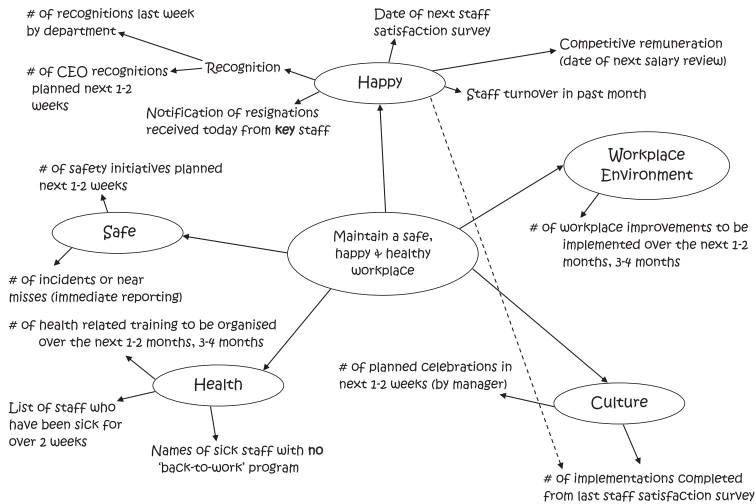 # of recognitions last week
by department
Date of next staff
satisfaction survey
Competitive remuneration
(date of next salary review)
# of CEO recognitions
planned next 1-2
weeks
Recognition
Happy
Staff turnover in past month
Notification of resignations
received today from key staff
Workplace
Environment
# of safety initiatives planned
next 1-2 weeks
Safe
Maintain a safe,
happy & healthy
workplace
# of workplace improvements to be
implemented over the next 1-2
months, 3-4 months
# of incidents or near
misses (immediate reporting)
# of health related training to be organised
over the next 1-2 months, 3-4 months
Health
# of planned celebrations in
next 1-2 weeks (by manager)
Culture
List of staff who
have been sick for
over 2 weeks
Names of sick staff with no
'back-to-work' program
# of implementations completed
from last staff satisfaction survey